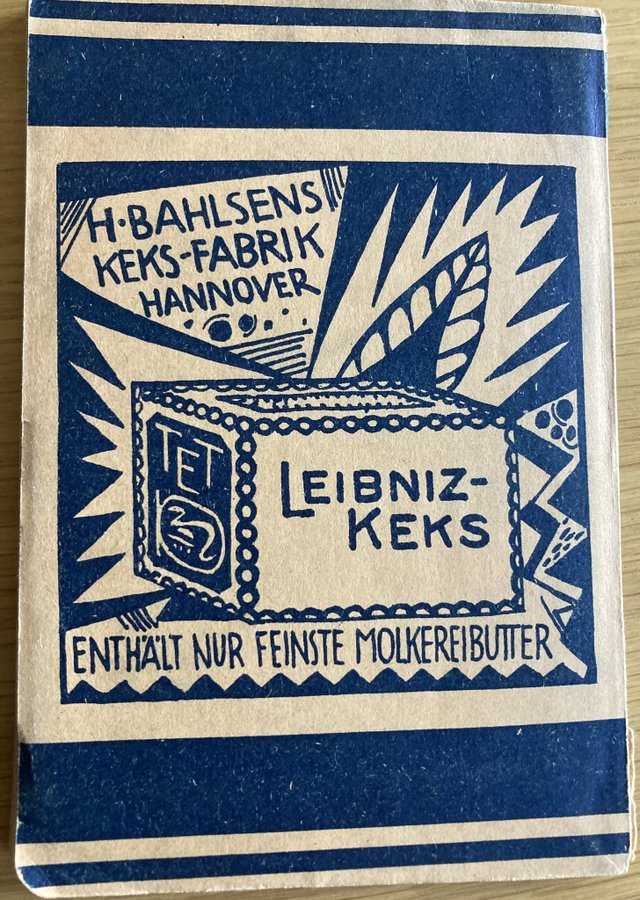 H·BAHLSENS
KEKS-FABRIK
HANNOVER
TET
LEIBNIZ-
KEKS
ENTHÄLT NUR FEINSTE MOLKEREIBUTTER